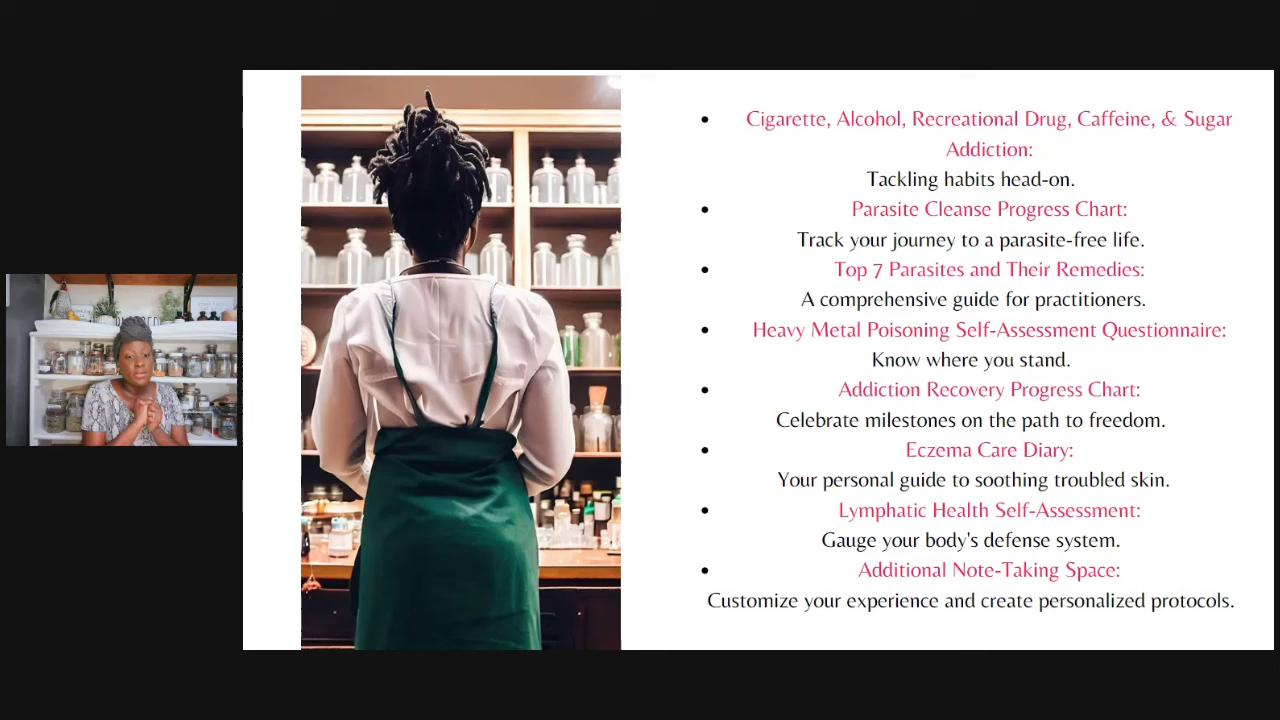 • Cigarette, Alcohol, Recreational Drug, Caffeine, & Sugar
Addiction:
Tackling habits head-on.
• Parasite Cleanse Progress Chart:
Track your journey to a parasite-free life.
• Top 7 Parasites and Their Remedies:
A comprehensive guide for practitioners.
• Heavy Metal Poisoning Self-Assessment Questionnaire:
Know where you stand.
• Addiction Recovery Progress Chart:
Celebrate milestones on the path to freedom.
• Eczema Care Diary:
Your personal guide to soothing troubled skin.
• Lymphatic Health Self-Assessment:
Gauge your body's defense system.
• Additional Note-Taking Space:
Customize your experience and create personalized protocols.